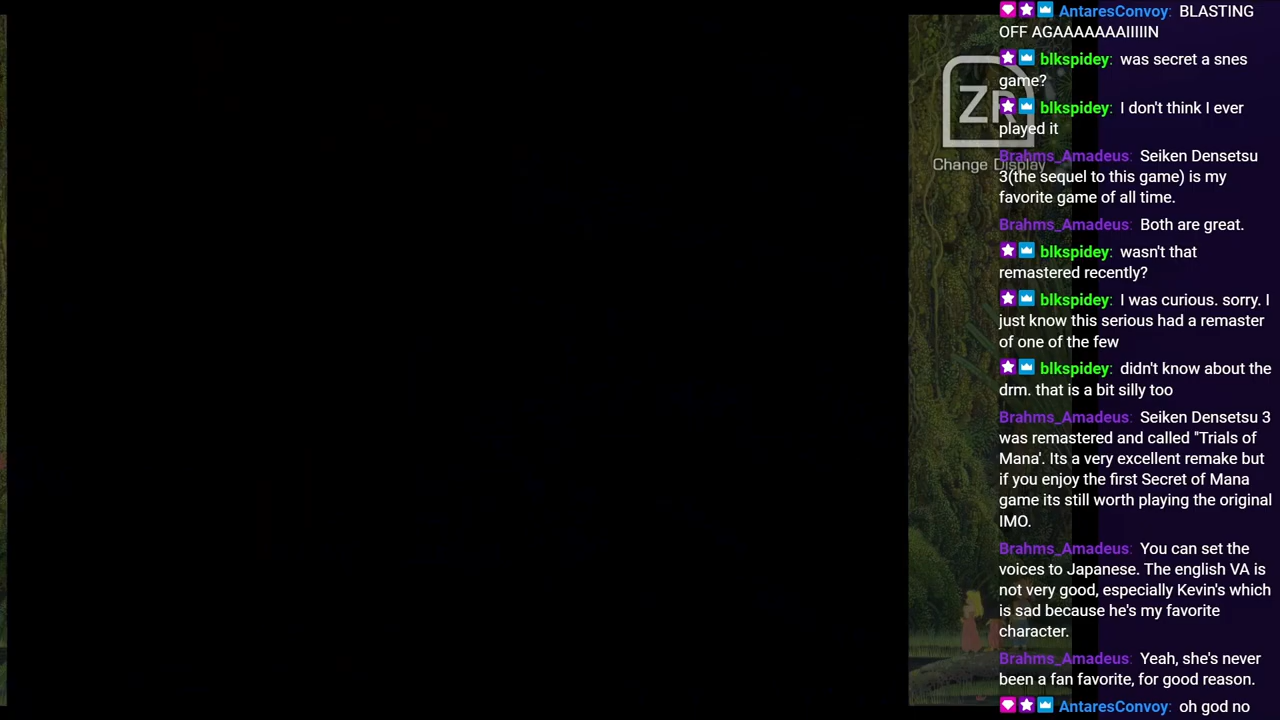 AntaresConvoy: BLASTING
OFF AGAAAAAAAIIIIIN
blkspidey: was secret a snes
game?
blkspidey: I don't think I ever
played it
ZR
Change Display
Brahms_Amadeus: Seiken Densetsu
3(the sequel to this game) is my
favorite game of all time.
Brahms_Amadeus: Both are great.
blkspidey: wasn't that
remastered recently?
blkspidey: I was curious. sorry. I
just know this serious had a remaster
of one of the few
blkspidey: didn't know about the
drm. that is a bit silly too
Brahms_Amadeus: Seiken Densetsu 3
was remastered and called "Trials of
Mana'. Its a very excellent remake but
if you enjoy the first Secret of Mana
game its still worth playing the original
IMO.
Brahms_Amadeus: You can set the
voices to Japanese. The english VA is
not very good, especially Kevin's which
is sad because he's my favorite
character.
Brahms_Amadeus: Yeah, she's never
been a fan favorite, for good reason.
AntaresConvoy: oh god no